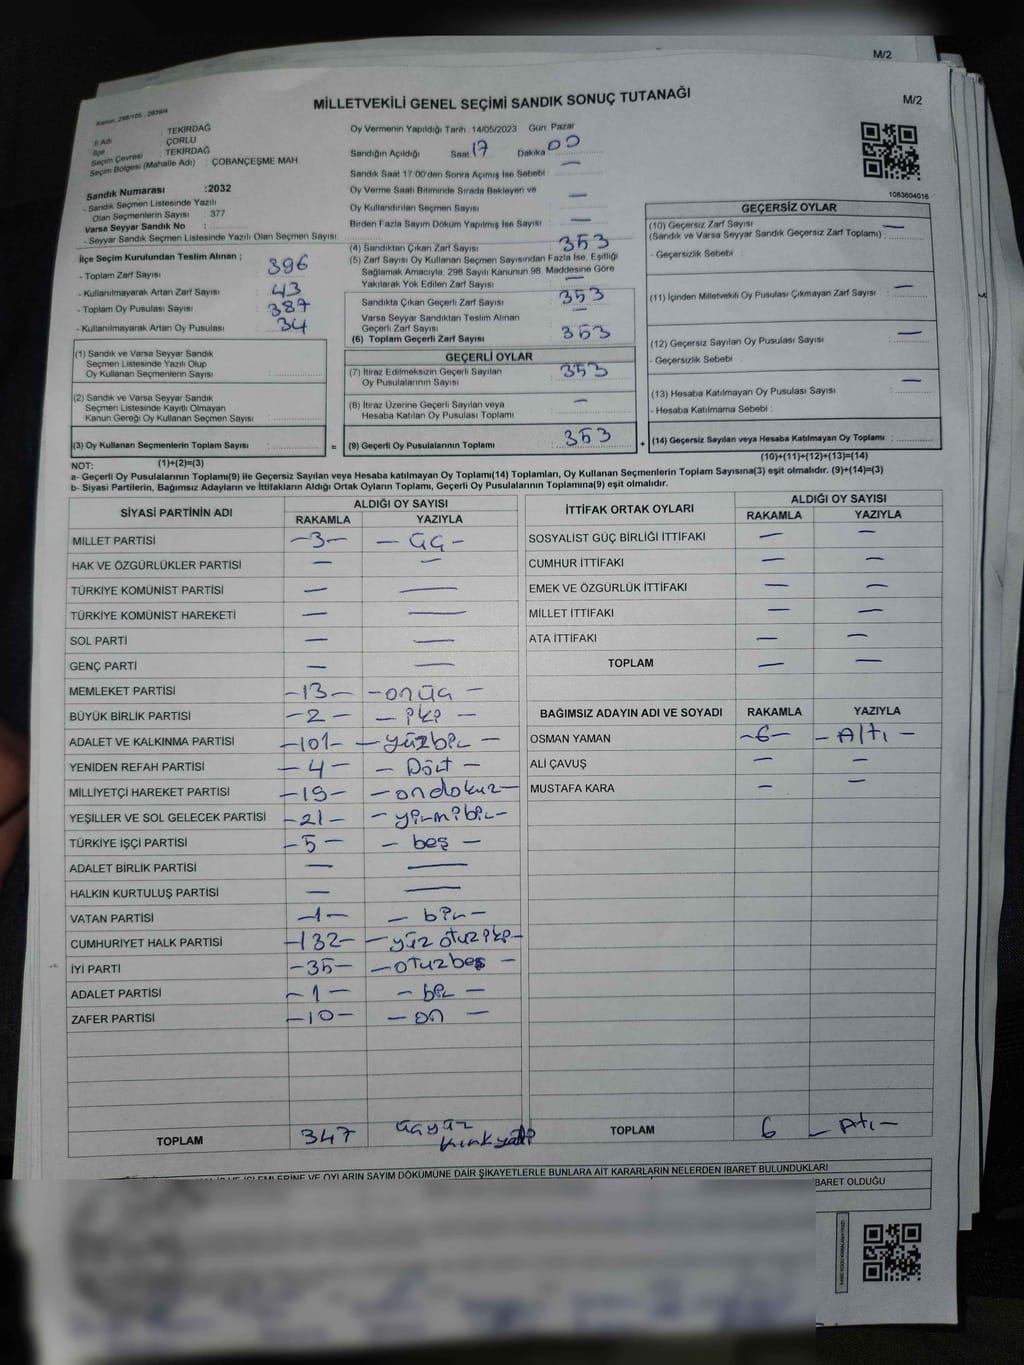 M/2
MİLLETVEKİLİ GENEL SEÇİMİ SANDIK SONUÇ TUTANAĞI
M/2
Kanun, 298/105 , 2839/4
İl Adı : TEKİRDAĞ
İlçe : ÇORLU
Seçim Çevresi : TEKİRDAĞ
Seçim Bölgesi (Mahalle Adı) : ÇOBANÇEŞME MAH
Sandık Numarası :2032
- Sandık Seçmen Listesinde Yazılı
Olan Seçmenlerin Sayısı : 377
Varsa Seyyar Sandık No :
- Seyyar Sandık Seçmen Listesinde Yazılı Olan Seçmen Sayısı:
İlçe Seçim Kurulundan Teslim Alınan ;
- Toplam Zarf Sayısı : 396
- Kullanılmayarak Artan Zarf Sayısı : 43
- Toplam Oy Pusulası Sayısı : 387
- Kullanılmayarak Artan Oy Pusulası : 34
(1) Sandık ve Varsa Seyyar Sandık
Seçmen Listesinde Yazılı Olup
Oy Kullanan Seçmenlerin Sayısı :
(2) Sandık ve Varsa Seyyar Sandık
Seçmen Listesinde Kayıtlı Olmayan
Kanun Gereği Oy Kullanan Seçmen Sayısı :
(3) Oy Kullanan Seçmenlerin Toplam Sayısı :
(1)+(2)=(3)
Oy Vermenin Yapıldığı Tarih :14/05/2023 Gün: Pazar
Sandığın Açıldığı Saat 17 Dakika 00
Sandık Saat 17:00'den Sonra Açılmış İse Sebebi : —
Oy Verme Saati Bitiminde Sırada Bekleyen ve
Oy Kullandırılan Seçmen Sayısı : —
Birden Fazla Sayım Döküm Yapılmış İse Sayısı : —
(4) Sandıktan Çıkan Zarf Sayısı : 353
(5) Zarf Sayısı Oy Kullanan Seçmen Sayısından Fazla İse, Eşitliği
Sağlamak Amacıyla, 298 Sayılı Kanunun 98. Maddesine Göre
Yakılarak Yok Edilen Zarf Sayısı : —
Sandıkta Çıkan Geçerli Zarf Sayısı : 353
Varsa Seyyar Sandıktan Teslim Alınan
Geçerli Zarf Sayısı : —
(6) Toplam Geçerli Zarf Sayısı : 353
GEÇERLİ OYLAR
(7) İtiraz Edilmeksizin Geçerli Sayılan
Oy Pusulalarının Sayısı : 353
(8) İtiraz Üzerine Geçerli Sayılan veya
Hesaba Katılan Oy Pusulası Toplamı : —
= (9) Geçerli Oy Pusulalarının Toplamı : 353
1083604016
GEÇERSİZ OYLAR
(10) Geçersiz Zarf Sayısı : —
(Sandık ve Varsa Seyyar Sandık Geçersiz Zarf Toplamı) :
- Geçersizlik Sebebi :
(11) İçinden Milletvekili Oy Pusulası Çıkmayan Zarf Sayısı : —
(12) Geçersiz Sayılan Oy Pusulası Sayısı : —
- Geçersizlik Sebebi :
(13) Hesaba Katılmayan Oy Pusulası Sayısı : —
- Hesaba Katılmama Sebebi :
+ (14) Geçersiz Sayılan veya Hesaba Katılmayan Oy Toplamı :
(10)+(11)+(12)+(13)=(14)
NOT:
a- Geçerli Oy Pusulalarının Toplamı(9) ile Geçersiz Sayılan veya Hesaba katılmayan Oy Toplamı(14) Toplamları, Oy Kullanan Seçmenlerin Toplam Sayısına(3) eşit olmalıdır. (9)+(14)=(3)
b- Siyasi Partilerin, Bağımsız Adayların ve İttifakların Aldığı Ortak Oyların Toplamı, Geçerli Oy Pusulalarının Toplamına(9) eşit olmalıdır.
SİYASİ PARTİNİN ADI ALDIĞI OY SAYISI
RAKAMLA YAZIYLA
MİLLET PARTİSİ –3– – üç –
HAK VE ÖZGÜRLÜKLER PARTİSİ — —
TÜRKİYE KOMÜNİST PARTİSİ — —
TÜRKİYE KOMÜNİST HAREKETİ — —
SOL PARTİ — —
GENÇ PARTİ — —
MEMLEKET PARTİSİ –13– –onüç –
BÜYÜK BİRLİK PARTİSİ –2– – iki –
ADALET VE KALKINMA PARTİSİ –101– – yüzbir –
YENİDEN REFAH PARTİSİ –4– – Dört –
MİLLİYETÇİ HAREKET PARTİSİ –19– – ondokuz–
YEŞİLLER VE SOL GELECEK PARTİSİ –21– – yirmibir–
TÜRKİYE İŞÇİ PARTİSİ –5– – beş –
ADALET BİRLİK PARTİSİ — —
HALKIN KURTULUŞ PARTİSİ — —
VATAN PARTİSİ –1– – bir –
CUMHURİYET HALK PARTİSİ –132– –yüz otuz iki–
İYİ PARTİ –35– –otuzbeş –
ADALET PARTİSİ –1– – bir –
ZAFER PARTİSİ –10– – on –
TOPLAM 347 üçyüz
kırkyedi
İTTİFAK ORTAK OYLARI ALDIĞI OY SAYISI
RAKAMLA YAZIYLA
SOSYALİST GÜÇ BİRLİĞİ İTTİFAKI — —
CUMHUR İTTİFAKI — —
EMEK VE ÖZGÜRLÜK İTTİFAKI — —
MİLLET İTTİFAKI — —
ATA İTTİFAKI — —
TOPLAM — —
BAĞIMSIZ ADAYIN ADI VE SOYADI RAKAMLA YAZIYLA
OSMAN YAMAN –6– – Altı –
ALİ ÇAVUŞ — —
MUSTAFA KARA — —
TOPLAM 6 – Altı –
İŞLEMLERİNE VE OYLARIN SAYIM DÖKÜMÜNE DAİR ŞİKAYETLERLE BUNLARA AİT KARARLARIN NELERDEN İBARET BULUNDUKLARI
BARET OLDUĞU